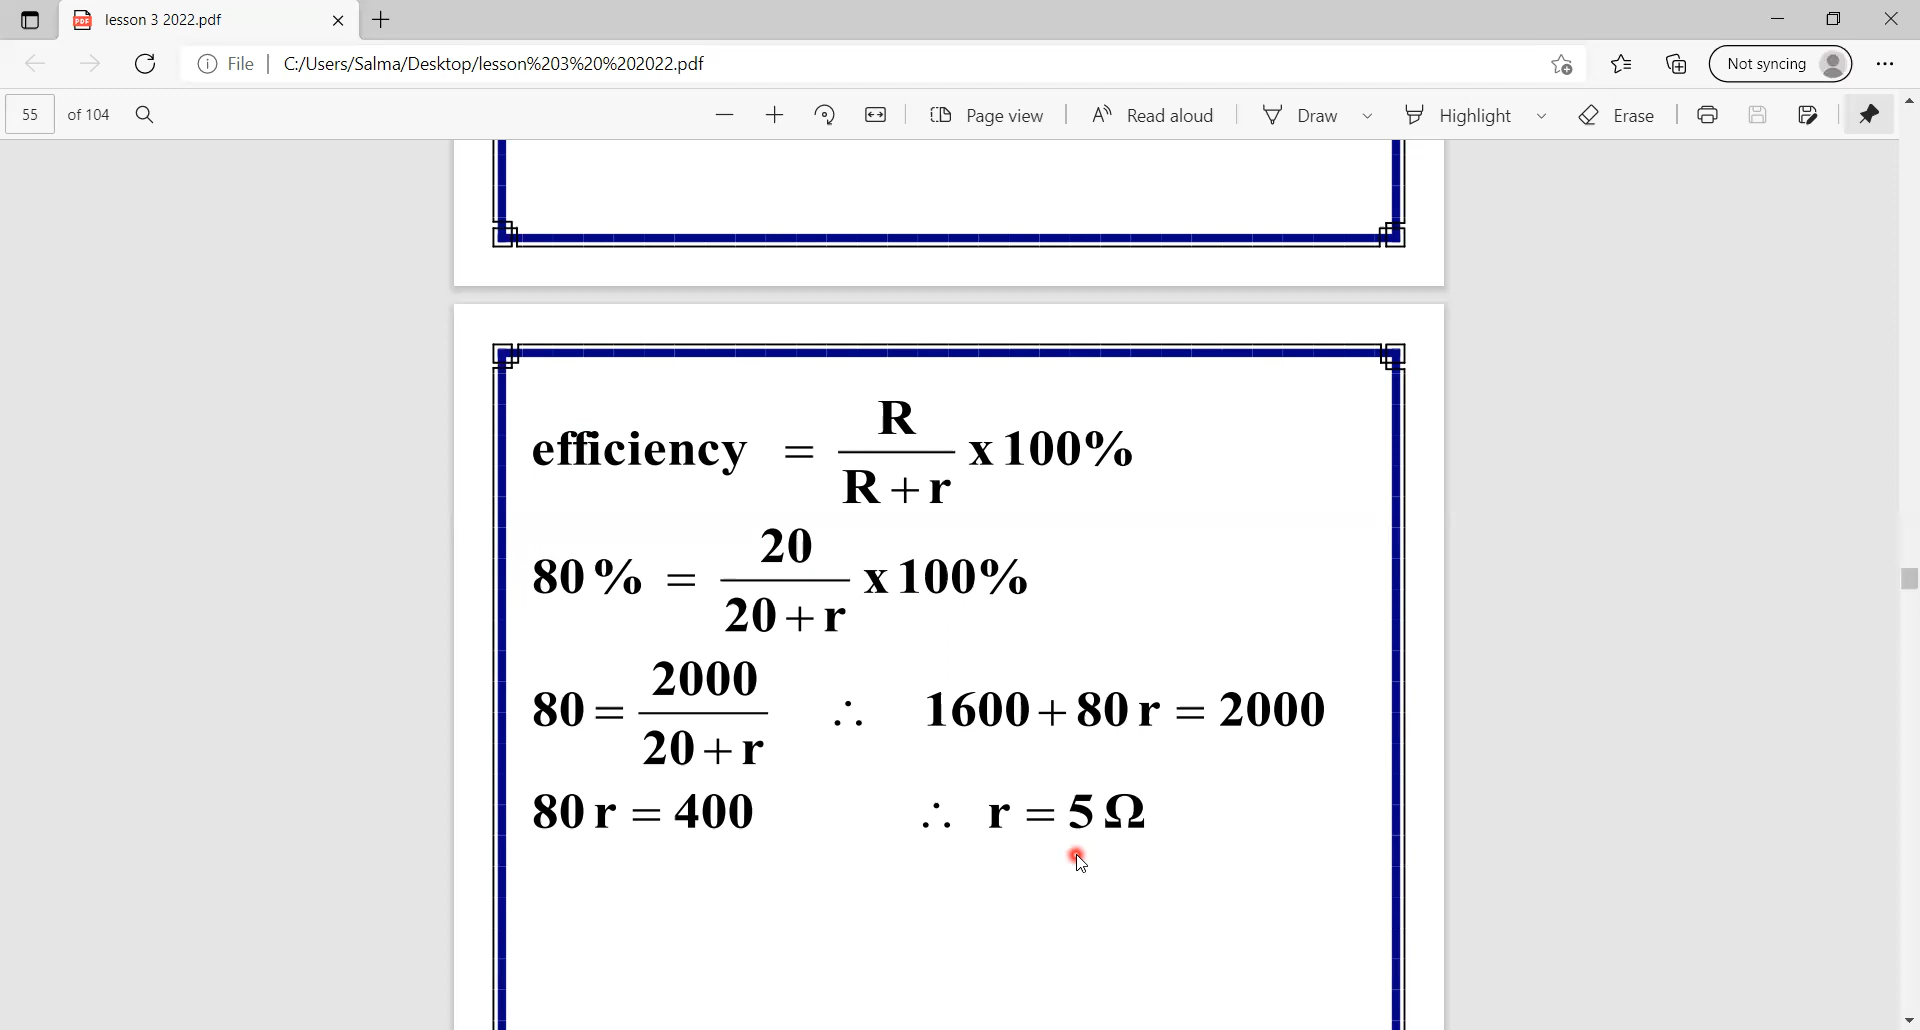 lesson 3 2022.pdf
File | C:/Users/Salma/Desktop/lesson%203%20%202022.pdf
Not syncing
55 of 104
Page view
Read aloud
Draw
Highlight
Erase
efficiency = R / R + r x 100%
80 % = 20 / 20 + r x 100%
80 = 2000 / 20 + r ∴ 1600 + 80 r = 2000
80 r = 400 ∴ r = 5 Ω